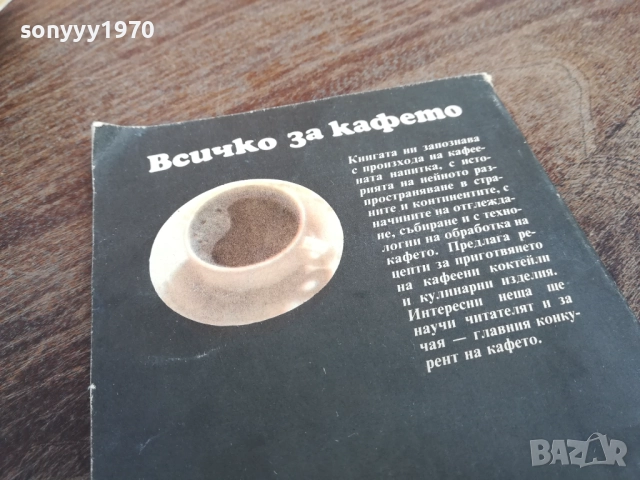 sonyyy1970
Всичко за кафето
Книгата ни запознава
с произхода на кафее-
ната напитка, с исто-
рията на нейното раз-
пространяване в стра-
ните и континентите, с
начините на отглежда-
не, събиране и с техно-
логии на обработка на
кафето. Предлага ре-
цепти за приготвянето
на кафеени коктейли
и кулинарни изделия.
Интересни неща ще
научи читателят и за
чая — главния конку-
рент на кафето.
BAZAR
.bg